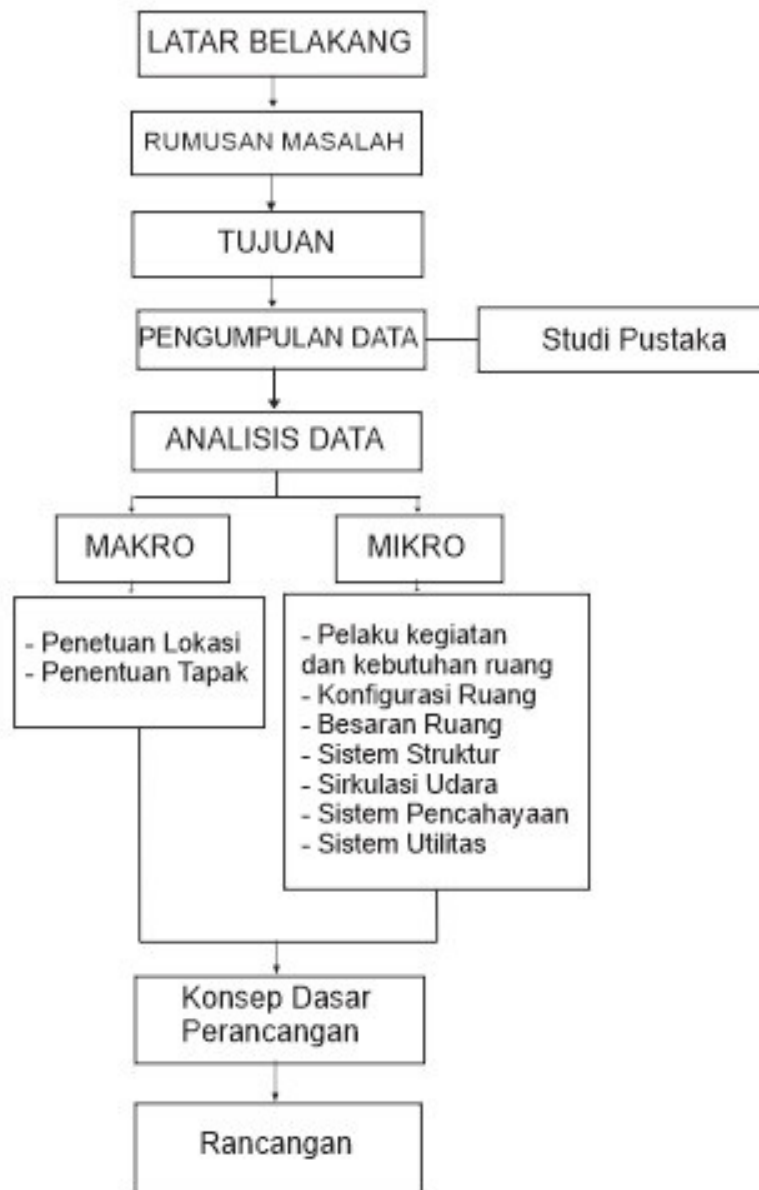 LATAR BELAKANG
RUMUSAN MASALAH
TUJUAN
PENGUMPULAN DATA
Studi Pustaka
ANALISIS DATA
MAKRO
MIKRO
- Penetuan Lokasi
- Penentuan Tapak
- Pelaku kegiatan
dan kebutuhan ruang
- Konfigurasi Ruang
- Besaran Ruang
- Sistem Struktur
- Sirkulasi Udara
- Sistem Pencahayaan
- Sistem Utilitas
Konsep Dasar
Perancangan
Rancangan